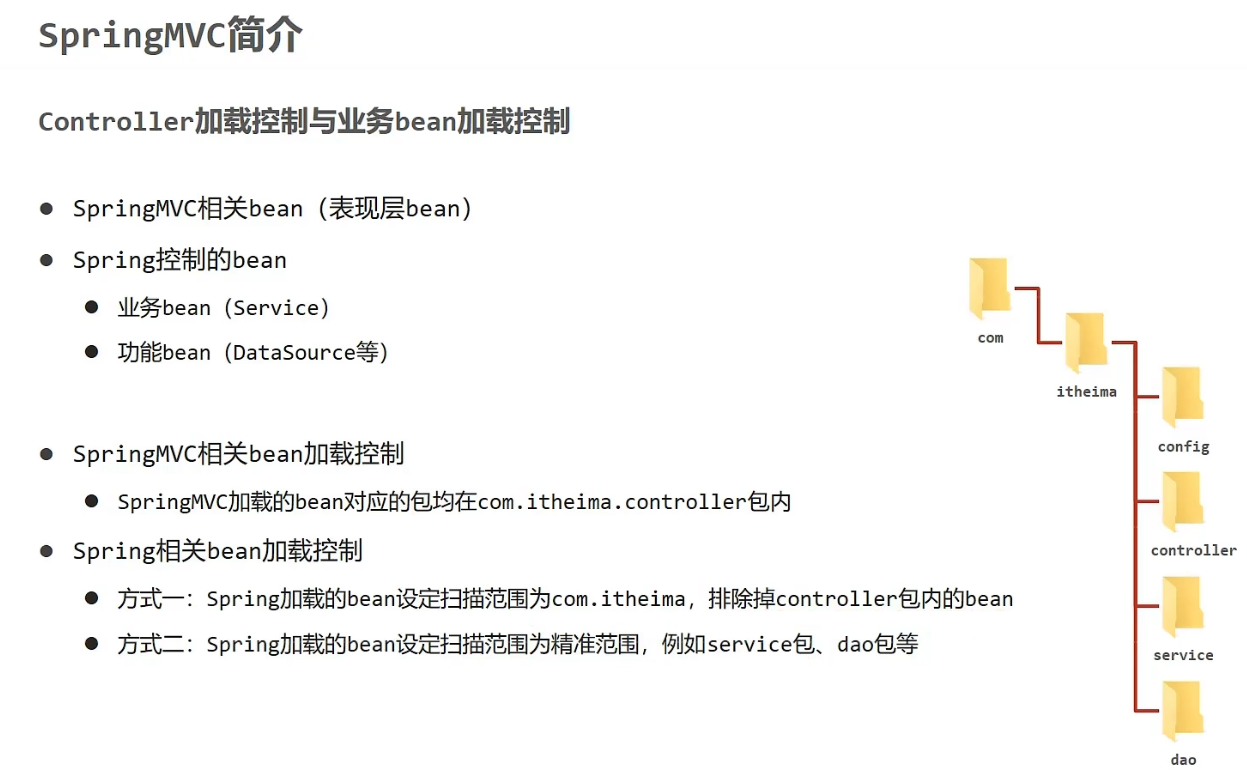 SpringMVC简介
Controller加载控制与业务bean加载控制
● SpringMVC相关bean（表现层bean）
● Spring控制的bean
● 业务bean（Service）
● 功能bean（DataSource等）
● SpringMVC相关bean加载控制
● SpringMVC加载的bean对应的包均在com.itheima.controller包内
● Spring相关bean加载控制
● 方式一：Spring加载的bean设定扫描范围为com.itheima，排除掉controller包内的bean
● 方式二：Spring加载的bean设定扫描范围为精准范围，例如service包、dao包等
com
itheima
config
controller
service
dao